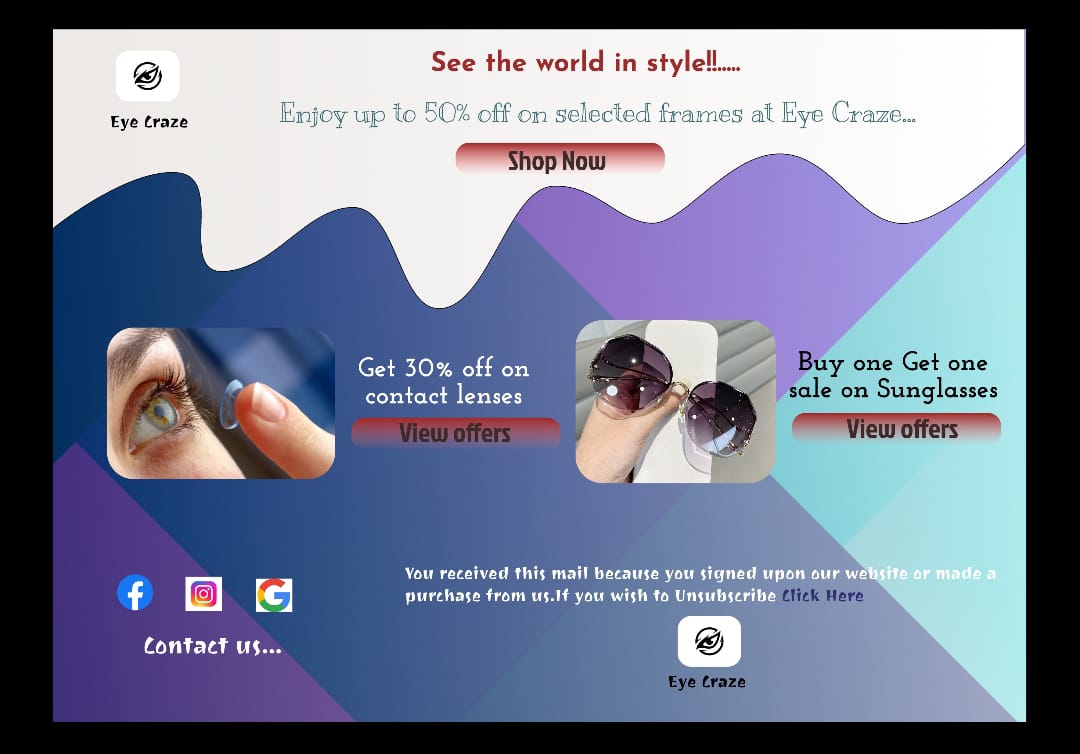 See the world in style!!.....
Eye Craze
Enjoy up to 50% off on selected frames at Eye Craze...
Shop Now
Get 30% off on
contact lenses
View offers
Buy one Get one
sale on Sunglasses
View offers
You received this mail because you signed upon our website or made a
purchase from us.If you wish to Unsubscribe Click Here
Contact us...
Eye Craze